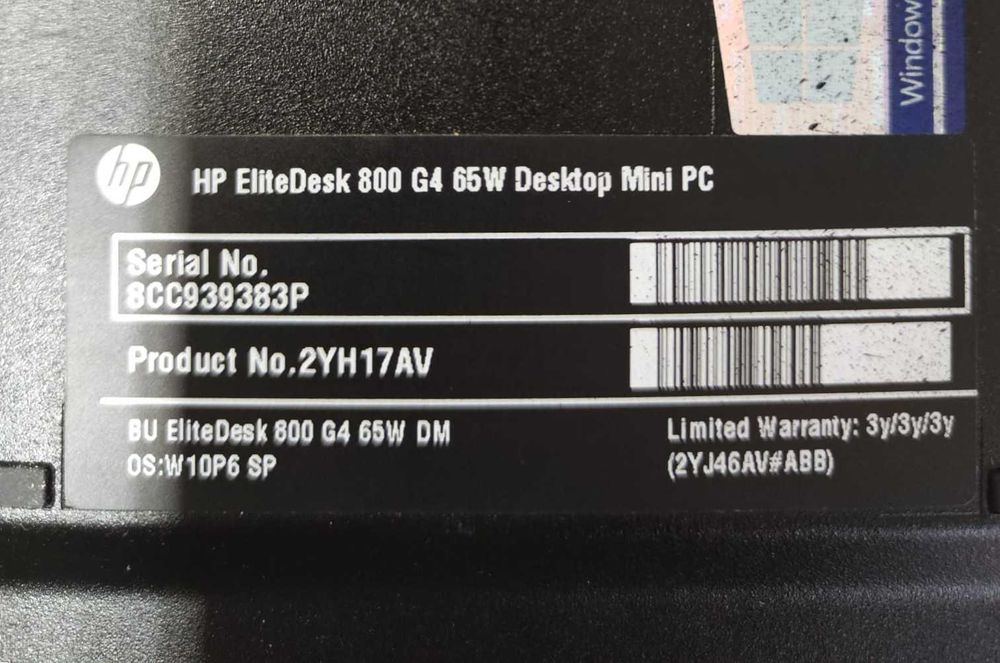 Windows
hp
HP EliteDesk 800 G4 65W Desktop Mini PC
Serial No.
8CC939383P
Product No.2YH17AV
BU EliteDesk 800 G4 65W DM
OS:W10P6 SP
Limited Warranty: 3y/3y/3y
(2YJ46AV#ABB)